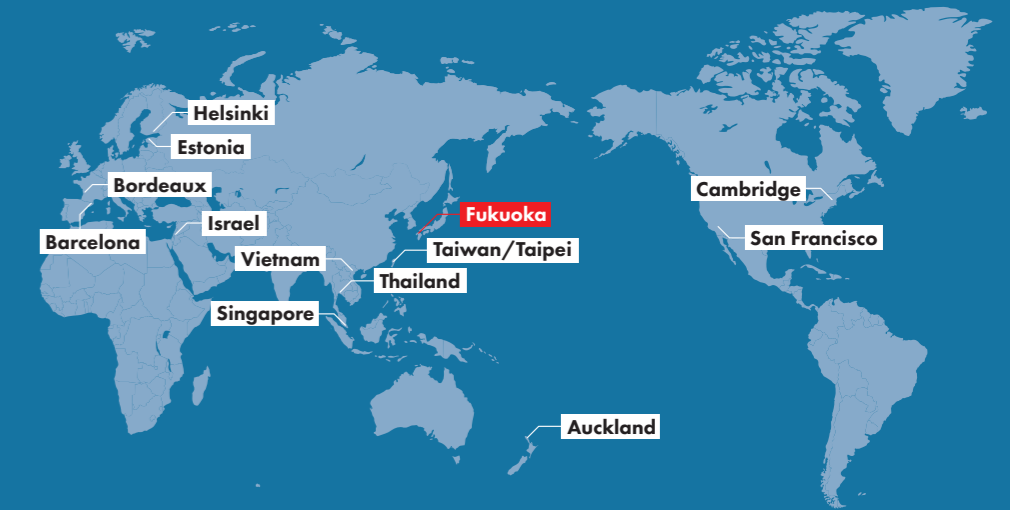 Helsinki
Estonia
Bordeaux
Cambridge
Israel
Fukuoka
Barcelona
San Francisco
Taiwan/Taipei
Vietnam
Thailand
Singapore
Auckland